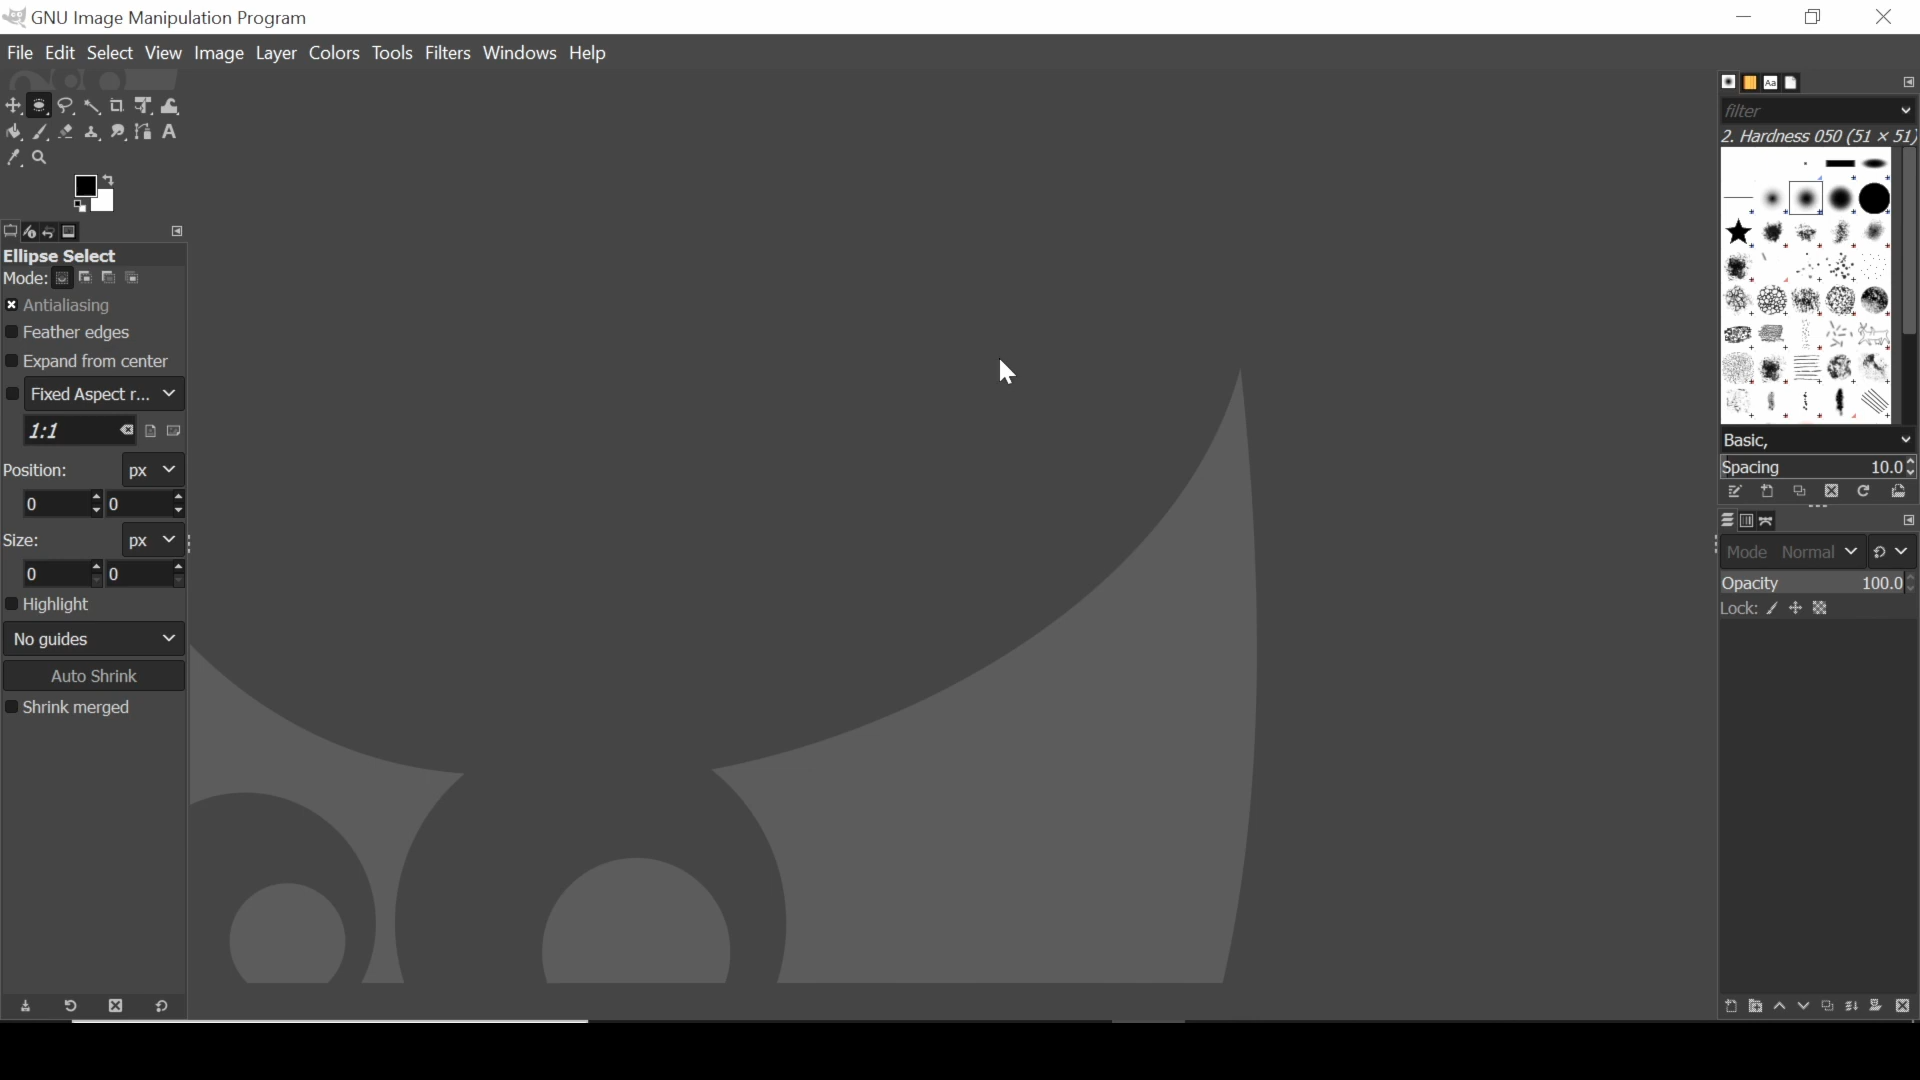 GNU Image Manipulation Program
File Edit Select View Image Layer Colors Tools Filters Windows Help
A
Ellipse Select
Mode:
Antialiasing
Feather edges
Expand from center
Fixed Aspect r...
1:1
Position: px
0 0
Size: px
0 0
Highlight
No guides
Auto Shrink
Shrink merged
Aa
filter
2. Hardness 050 (51 × 51)
Basic,
Spacing 10.0
Mode Normal
Opacity 100.0
Lock: